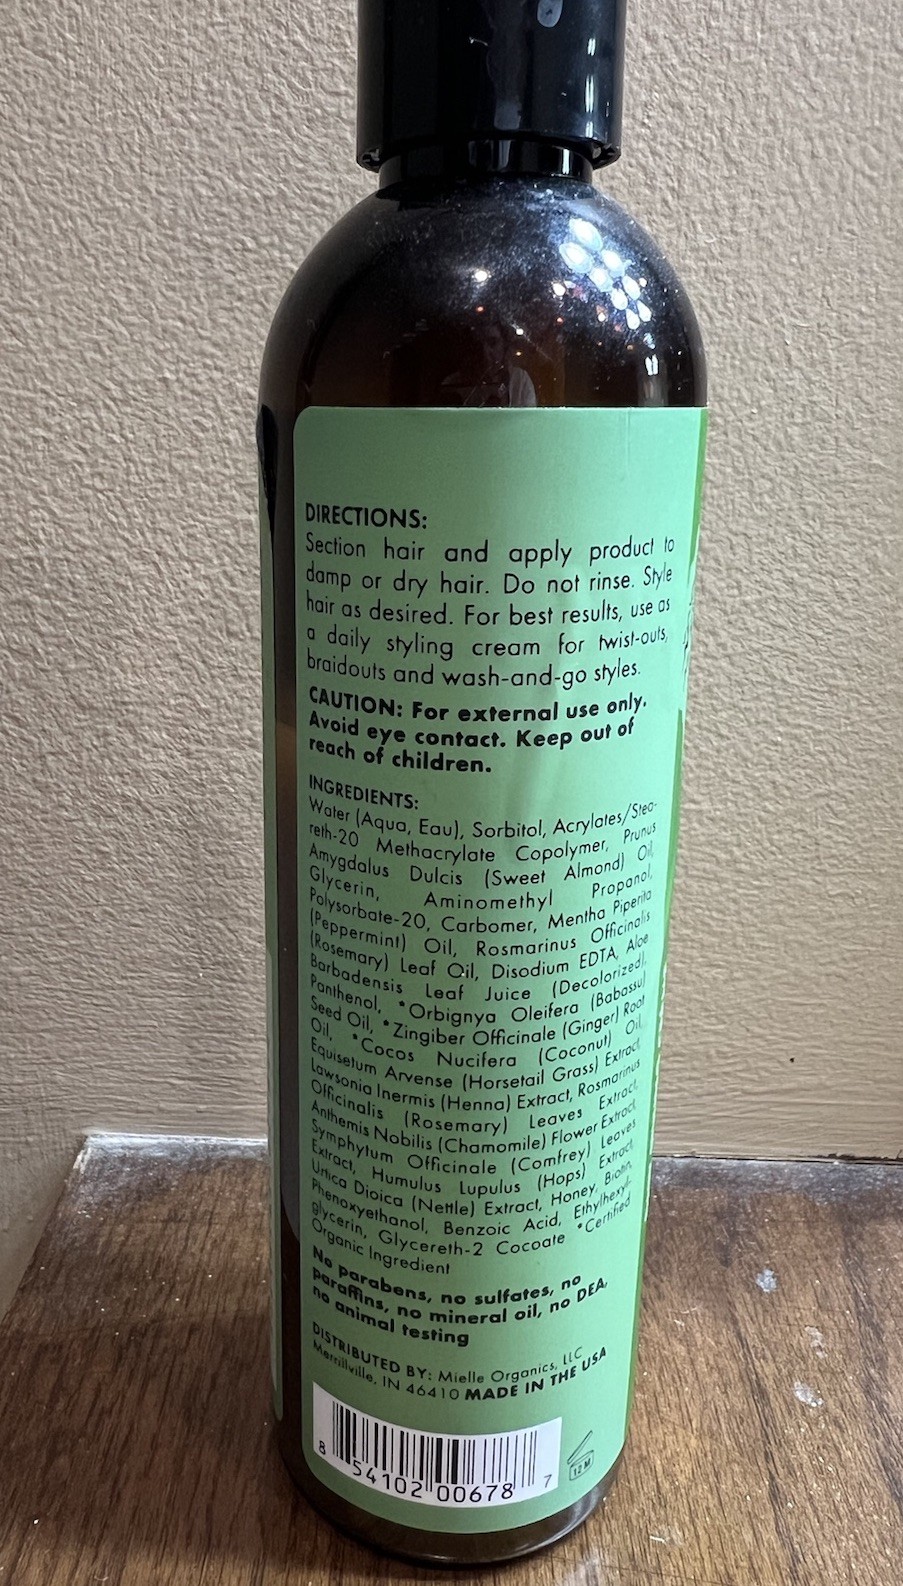 DIRECTIONS:
Section hair and apply product to
damp or dry hair. Do not rinse. Style
hair as desired. For best results, use as
a daily styling cream for twist-outs,
braidouts and wash-and-go styles.
CAUTION: For external use only.
Avoid eye contact. Keep out of
reach of children.
INGREDIENTS:
Water (Aqua, Eau), Sorbitol, Acrylates/Stea-
reth-20 Methacrylate Copolymer, Prunus
Amygdalus Dulcis (Sweet Almond) Oil,
Glycerin, Aminomethyl Propanol,
Polysorbate-20, Carbomer, Mentha Piperita
(Peppermint) Oil, Rosmarinus Officinalis
(Rosemary) Leaf Oil, Disodium EDTA, Aloe
Barbadensis Leaf Juice (Decolorized),
Panthenol, *Orbignya Oleifera (Babassu)
Seed Oil, *Zingiber Officinale (Ginger) Root
Oil, *Cocos Nucifera (Coconut) Oil,
Equisetum Arvense (Horsetail Grass) Extract,
Lawsonia Inermis (Henna) Extract, Rosmarinus
Officinalis (Rosemary) Leaves Extract,
Anthemis Nobilis (Chamomile) Flower Extract,
Symphytum Officinale (Comfrey) Leaves
Extract, Humulus Lupulus (Hops) Extract,
Urtica Dioica (Nettle) Extract, Honey, Biotin,
Phenoxyethanol, Benzoic Acid, Ethylhexyl-
glycerin, Glycereth-2 Cocoate *Certified
Organic Ingredient
No parabens, no sulfates, no
paraffins, no mineral oil, no DEA,
no animal testing
DISTRIBUTED BY: Mielle Organics, LLC
Merrillville, IN 46410 MADE IN THE USA
8 54102 00678 7
12 M